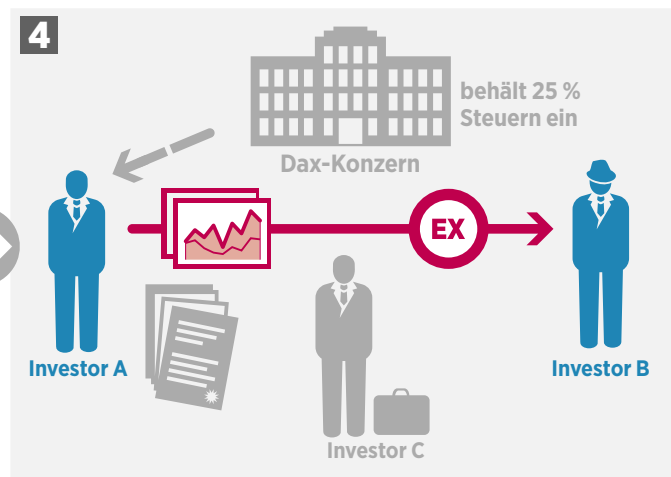 4
behält 25 %
Steuern ein
Dax-Konzern
EX
Investor A
Investor B
Investor C